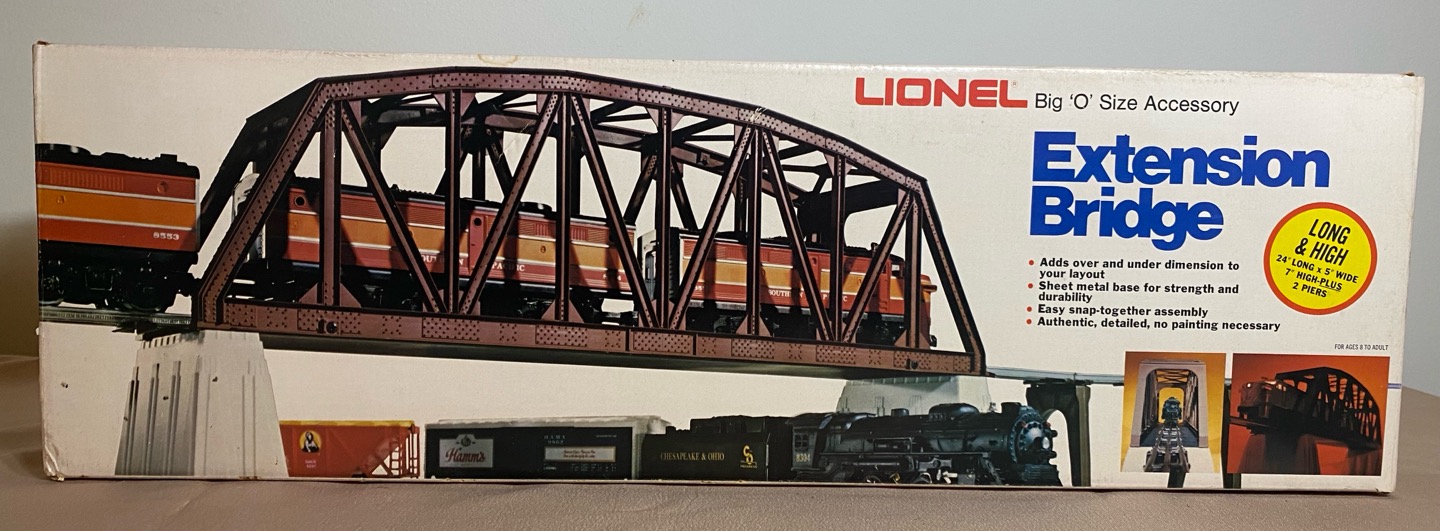 LIONEL Big 'O' Size Accessory
Extension
Bridge
LONG
& HIGH
24" LONG x 5" WIDE
7" HIGH-PLUS
2 PIERS
• Adds over and under dimension to
your layout
• Sheet metal base for strength and
durability
• Easy snap-together assembly
• Authentic, detailed, no painting necessary
FOR AGES 8 TO ADULT
8553
Hamm's
CHESAPEAKE & OHIO